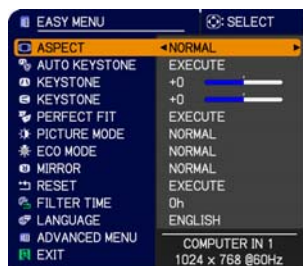 EASY MENU : SELECT
ASPECT NORMAL
AUTO KEYSTONE EXECUTE
KEYSTONE +0
KEYSTONE +0
PERFECT FIT EXECUTE
PICTURE MODE NORMAL
ECO MODE NORMAL
MIRROR NORMAL
RESET EXECUTE
FILTER TIME 0h
LANGUAGE ENGLISH
ADVANCED MENU
EXIT
COMPUTER IN 1
1024 x 768 @60Hz